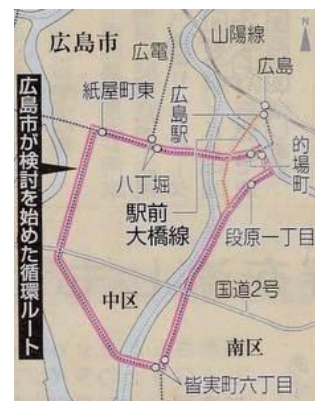 広島市
広電
山陽線
N
広島
紙屋町東
広島駅
的場町
八丁堀
駅前
大橋線
段原一丁目
広島市が検討を始めた循環ルート
国道2号
中区
南区
皆実町六丁目